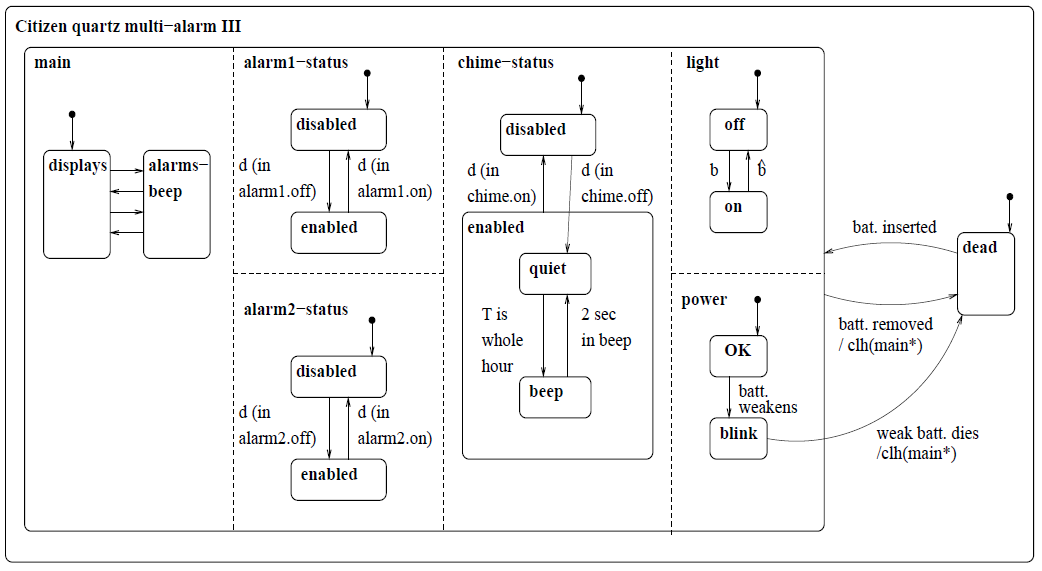 Citizen quartz multi−alarm III
main
displays
alarms−
beep
alarm1−status
disabled
d (in
alarm1.off)
d (in
alarm1.on)
enabled
alarm2−status
disabled
d (in
alarm2.off)
d (in
alarm2.on)
enabled
chime−status
disabled
d (in
chime.on)
d (in
chime.off)
enabled
quiet
T is
whole
hour
2 sec
in beep
beep
light
off
b
b̂
on
power
OK
batt.
weakens
blink
bat. inserted
dead
batt. removed
/ clh(main*)
weak batt. dies
/clh(main*)